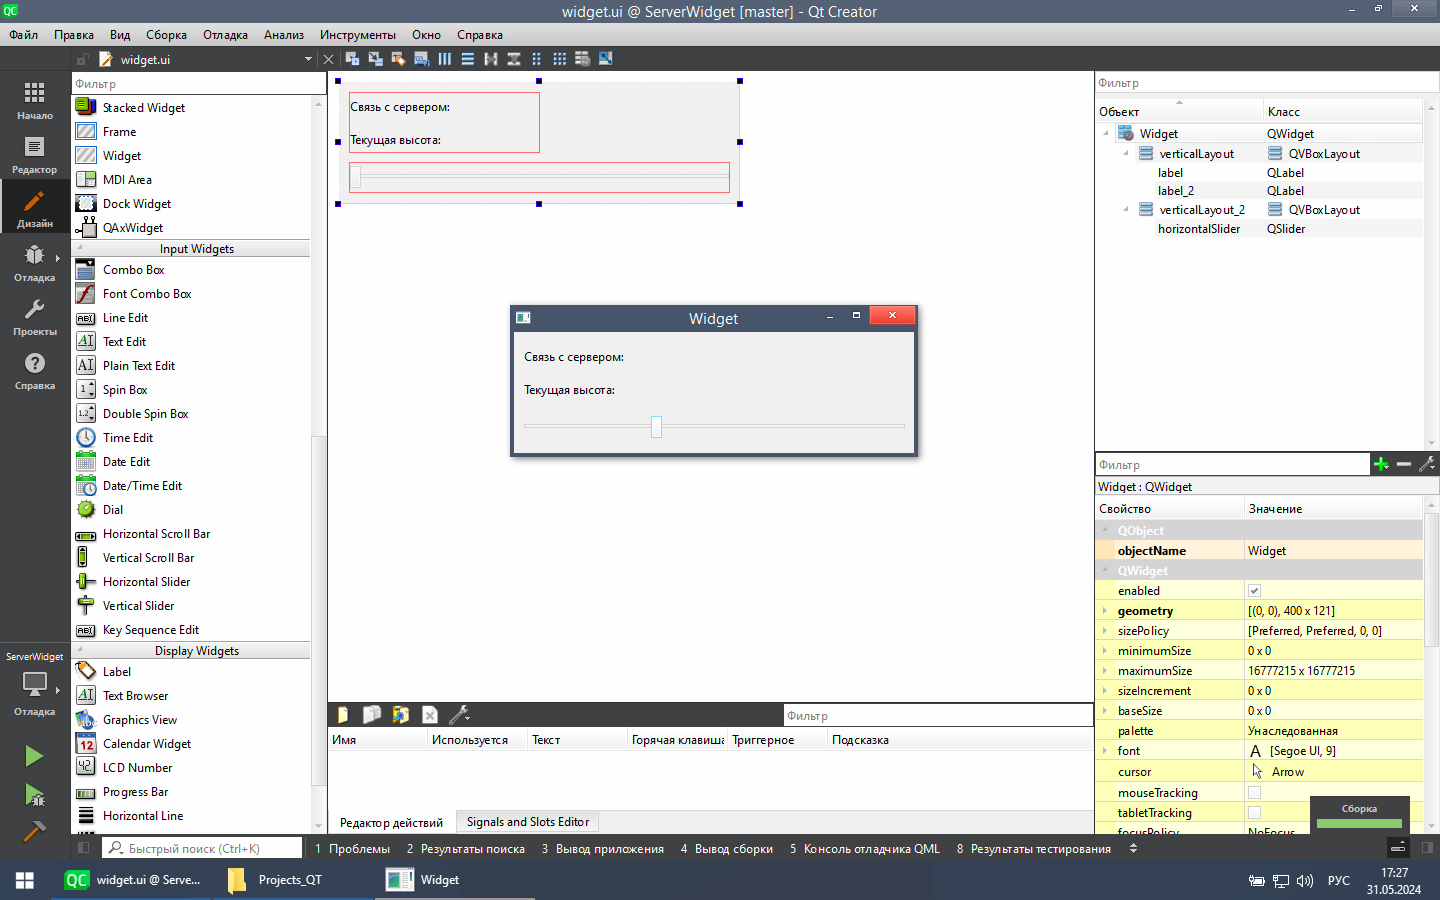 QC
widget.ui @ ServerWidget [master] - Qt Creator
Файл Правка Вид Сборка Отладка Анализ Инструменты Окно Справка
widget.ui
Начало
Редактор
Дизайн
Отладка
Проекты
Справка
ServerWidget
Отладка
Фильтр
Stacked Widget
Frame
Widget
MDI Area
Dock Widget
QAxWidget
Input Widgets
Combo Box
Font Combo Box
Line Edit
Text Edit
Plain Text Edit
Spin Box
Double Spin Box
Time Edit
Date Edit
Date/Time Edit
Dial
Horizontal Scroll Bar
Vertical Scroll Bar
Horizontal Slider
Vertical Slider
Key Sequence Edit
Display Widgets
Label
Text Browser
Graphics View
Calendar Widget
LCD Number
Progress Bar
Horizontal Line
Связь с сервером:
Текущая высота:
Widget
Связь с сервером:
Текущая высота:
Фильтр
Имя Используется Текст Горячая клавиша Триггерное Подсказка
Редактор действий Signals and Slots Editor
Фильтр
Объект Класс
Widget QWidget
verticalLayout QVBoxLayout
label QLabel
label_2 QLabel
verticalLayout_2 QVBoxLayout
horizontalSlider QSlider
Фильтр
Widget : QWidget
Свойство Значение
QObject
objectName Widget
QWidget
enabled
geometry [(0, 0), 400 x 121]
sizePolicy [Preferred, Preferred, 0, 0]
minimumSize 0 x 0
maximumSize 16777215 x 16777215
sizeIncrement 0 x 0
baseSize 0 x 0
palette Унаследованная
font A [Segoe UI, 9]
cursor Arrow
mouseTracking
tabletTracking
focusPolicy NoFocus
Сборка
Быстрый поиск (Ctrl+K) 1 Проблемы 2 Результаты поиска 3 Вывод приложения 4 Вывод сборки 5 Консоль отладчика QML 8 Результаты тестирования
QC widget.ui @ Serve... Projects_QT Widget РУС 17:27
31.05.2024